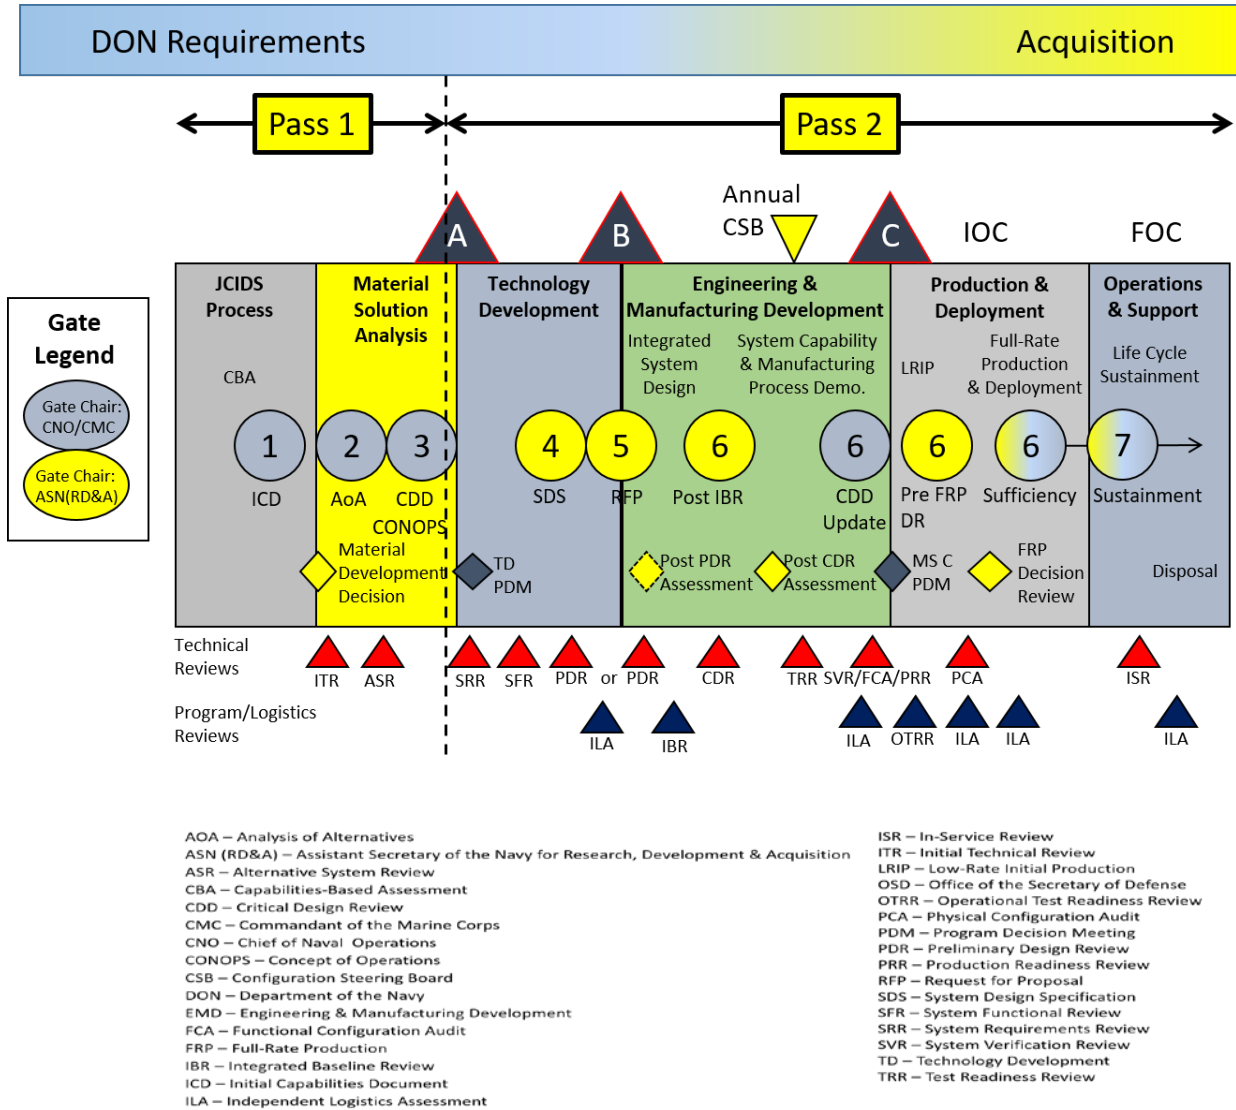 DON Requirements
Acquisition
Pass 1
Pass 2
Annual
CSB
A
B
C
IOC
FOC
JCIDS
Process
Material
Solution
Analysis
Technology
Development
Engineering &
Manufacturing Development
Production &
Deployment
Operations
& Support
Gate
Legend
Gate Chair:
CNO/CMC
Gate Chair:
ASN(RD&A)
CBA
Integrated
System
Design
System Capability
& Manufacturing
Process Demo.
LRIP
Full-Rate
Production
& Deployment
Life Cycle
Sustainment
1
2
3
4
5
6
6
6
6
7
ICD
AoA
CDD
CONOPS
SDS
RFP
Post IBR
CDD
Update
Pre FRP
DR
Sufficiency
Sustainment
Material
Development
Decision
TD
PDM
Post PDR
Assessment
Post CDR
Assessment
MS C
PDM
FRP
Decision
Review
Disposal
Technical
Reviews
ITR
ASR
SRR
SFR
PDR
or
PDR
CDR
TRR
SVR/FCA/PRR
PCA
ISR
Program/Logistics
Reviews
ILA
IBR
ILA
OTRR
ILA
ILA
ILA
AOA – Analysis of Alternatives
ASN (RD&A) – Assistant Secretary of the Navy for Research, Development & Acquisition
ASR – Alternative System Review
CBA – Capabilities-Based Assessment
CDD – Critical Design Review
CMC – Commandant of the Marine Corps
CNO – Chief of Naval Operations
CONOPS – Concept of Operations
CSB – Configuration Steering Board
DON – Department of the Navy
EMD – Engineering & Manufacturing Development
FCA – Functional Configuration Audit
FRP – Full-Rate Production
IBR – Integrated Baseline Review
ICD – Initial Capabilities Document
ILA – Independent Logistics Assessment
ISR – In-Service Review
ITR – Initial Technical Review
LRIP – Low-Rate Initial Production
OSD – Office of the Secretary of Defense
OTRR – Operational Test Readiness Review
PCA – Physical Configuration Audit
PDM – Program Decision Meeting
PDR – Preliminary Design Review
PRR – Production Readiness Review
RFP – Request for Proposal
SDS – System Design Specification
SFR – System Functional Review
SRR – System Requirements Review
SVR – System Verification Review
TD – Technology Development
TRR – Test Readiness Review